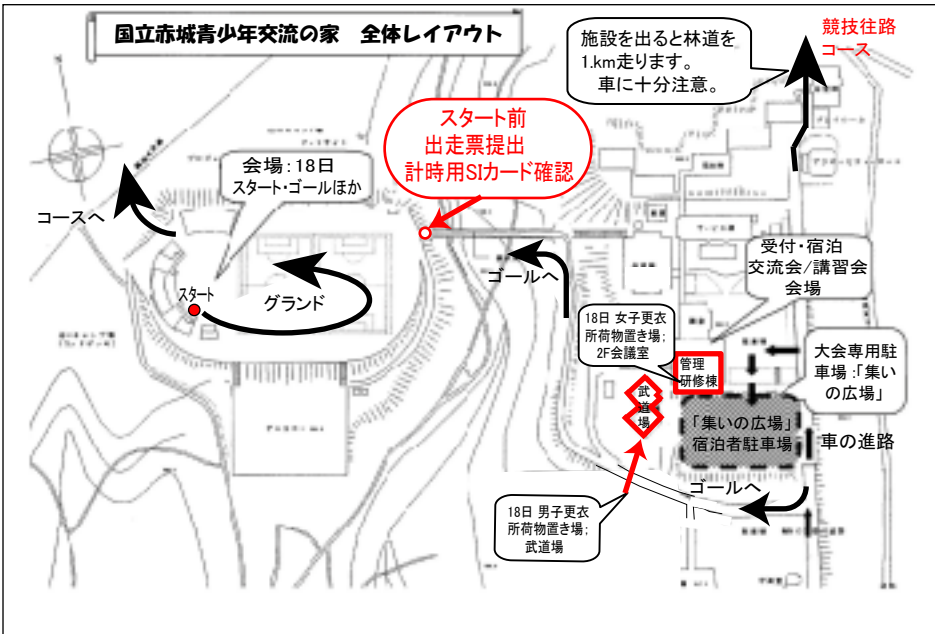 国立赤城青少年交流の家 全体レイアウト
施設を出ると林道を
1.km走ります。
車に十分注意。
競技往路
コース
スタート前
出走票提出
計時用SIカード確認
会場:18日
スタート・ゴールほか
コースへ
スタート
グランド
ゴールへ
受付・宿泊
交流会/講習会
会場
18日 女子更衣
所荷物置き場;
2F会議室
管理
研修棟
大会専用駐
車場:「集い
の広場」
武道場
「集いの広場」
宿泊者駐車場
車の進路
ゴールへ
18日 男子更衣
所荷物置き場;
武道場